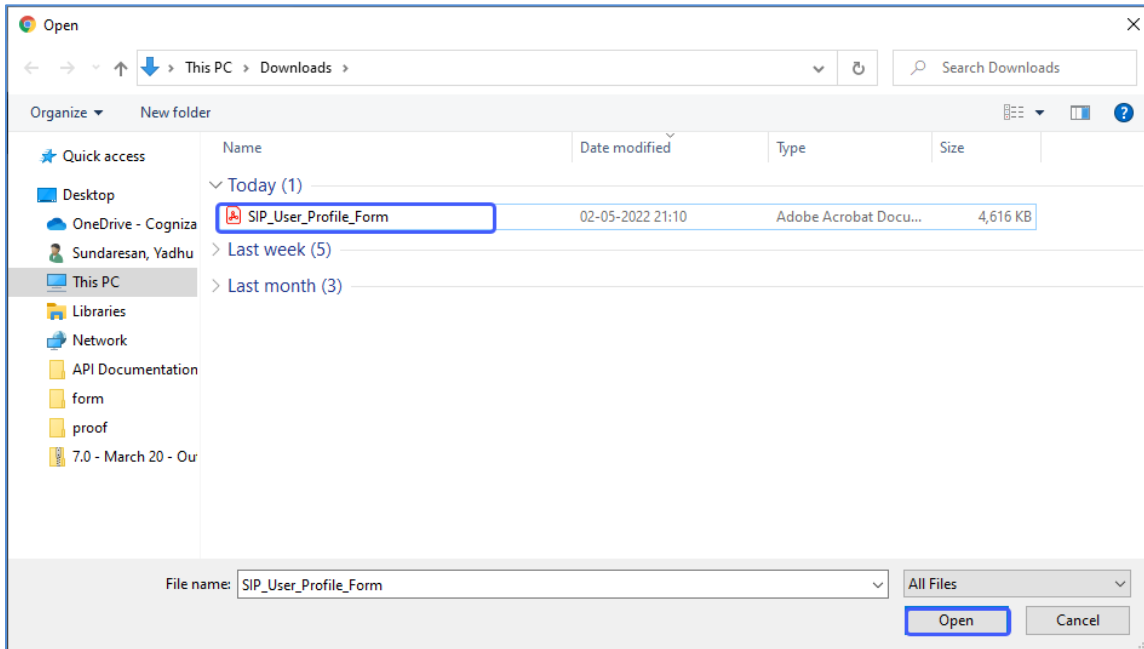 Open
This PC > Downloads >
Search Downloads
Organize
New folder
Name
Date modified
Type
Size
Quick access
Desktop
OneDrive - Cogniza
Sundaresan, Yadhu
This PC
Libraries
Network
API Documentation
form
proof
7.0 - March 20 - Ou
Today (1)
SIP_User_Profile_Form
02-05-2022 21:10
Adobe Acrobat Docu...
4,616 KB
Last week (5)
Last month (3)
File name:
SIP_User_Profile_Form
All Files
Open
Cancel